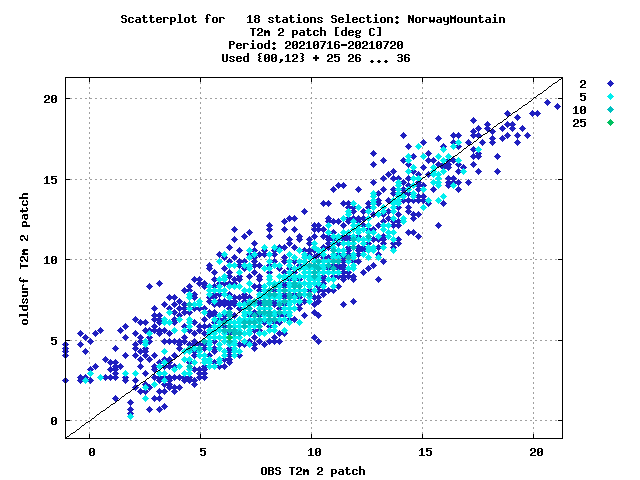 Scatterplot for 18 stations Selection: NorwayMountain
T2m 2 patch [deg C]
Period: 20210716-20210720
Used {00,12} + 25 26 ... 36
2
5
10
25
20
15
10
5
0
oldsurf T2m 2 patch
0 5 10 15 20
OBS T2m 2 patch